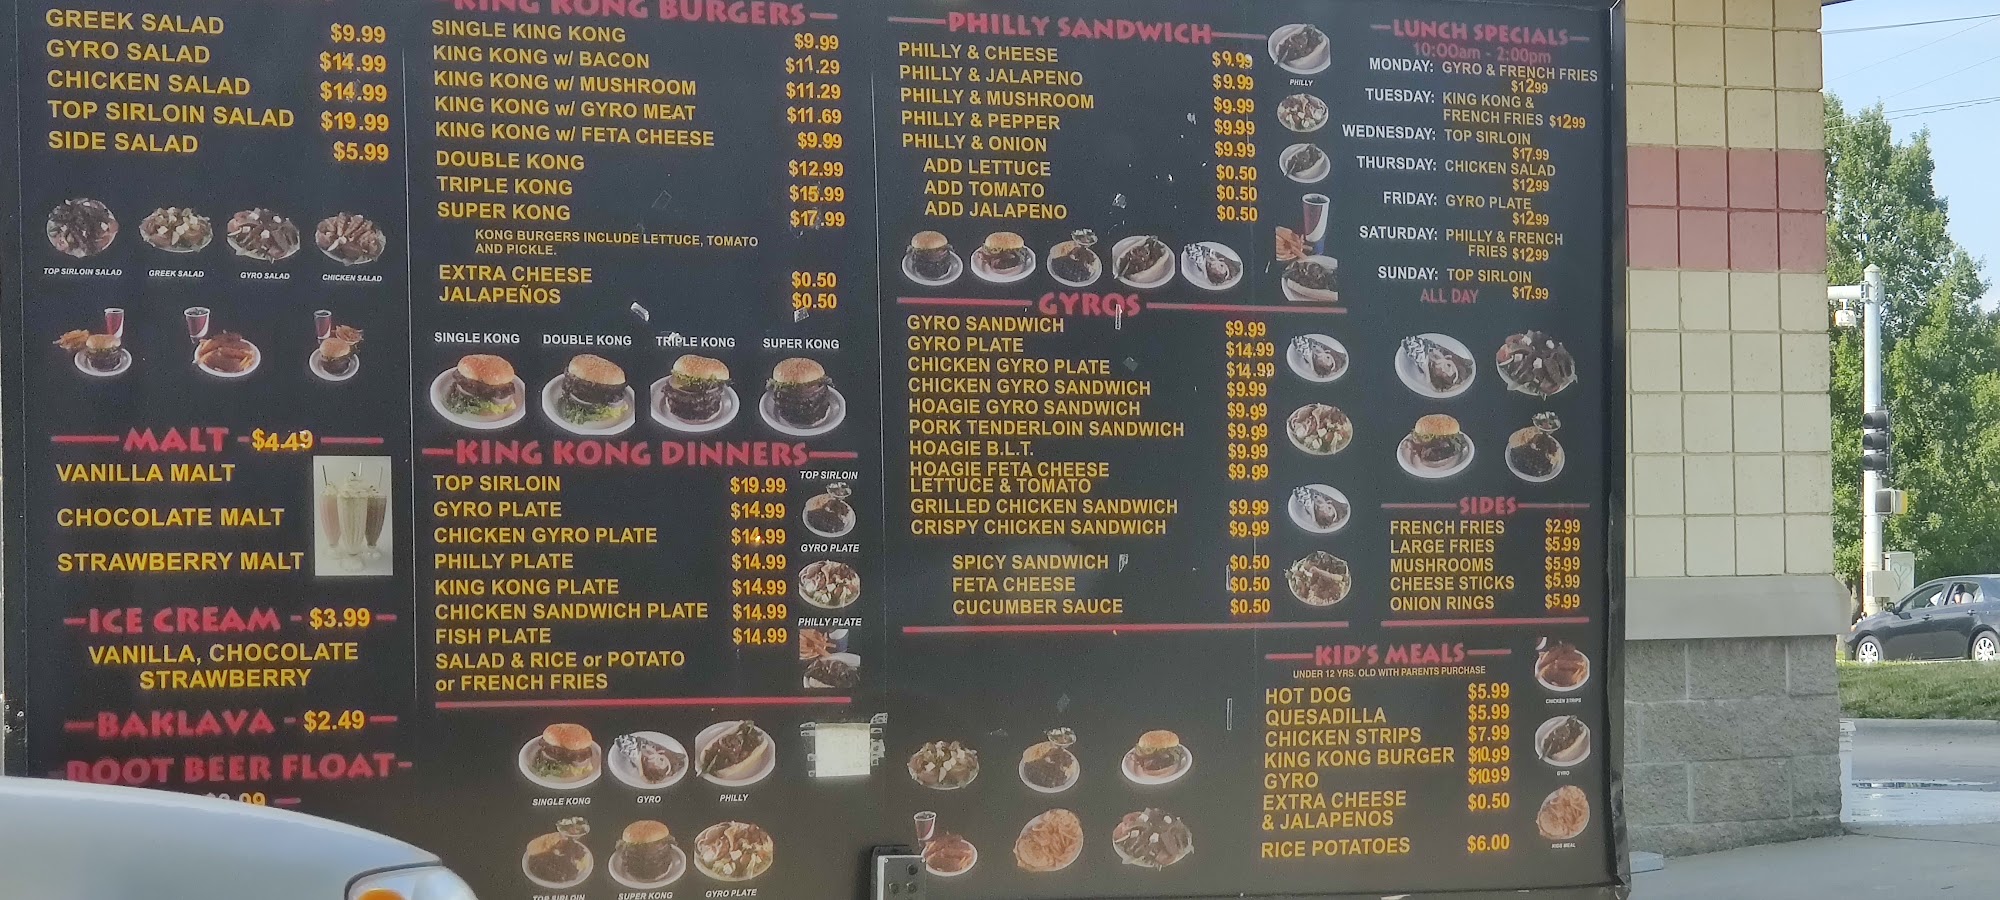 GREEK SALAD $9.99
GYRO SALAD $14.99
CHICKEN SALAD $14.99
TOP SIRLOIN SALAD $19.99
SIDE SALAD $5.99
TOP SIRLOIN SALAD
GREEK SALAD
GYRO SALAD
CHICKEN SALAD
MALT - $4.49
VANILLA MALT
CHOCOLATE MALT
STRAWBERRY MALT
ICE CREAM - $3.99
VANILLA, CHOCOLATE
STRAWBERRY
BAKLAVA - $2.49
ROOT BEER FLOAT
KING KONG BURGERS
SINGLE KING KONG $9.99
KING KONG w/ BACON $11.29
KING KONG w/ MUSHROOM $11.29
KING KONG w/ GYRO MEAT $11.69
KING KONG w/ FETA CHEESE $9.99
DOUBLE KONG $12.99
TRIPLE KONG $15.99
SUPER KONG $17.99
KONG BURGERS INCLUDE LETTUCE, TOMATO
AND PICKLE.
EXTRA CHEESE $0.50
JALAPEÑOS $0.50
SINGLE KONG
DOUBLE KONG
TRIPLE KONG
SUPER KONG
KING KONG DINNERS
TOP SIRLOIN $19.99
GYRO PLATE $14.99
CHICKEN GYRO PLATE $14.99
PHILLY PLATE $14.99
KING KONG PLATE $14.99
CHICKEN SANDWICH PLATE $14.99
FISH PLATE $14.99
SALAD & RICE or POTATO
or FRENCH FRIES
TOP SIRLOIN
GYRO PLATE
PHILLY PLATE
SINGLE KONG
GYRO
PHILLY
TOP SIRLOIN
SUPER KONG
GYRO PLATE
PHILLY SANDWICH
PHILLY & CHEESE $9.99
PHILLY & JALAPENO $9.99
PHILLY & MUSHROOM $9.99
PHILLY & PEPPER $9.99
PHILLY & ONION $9.99
ADD LETTUCE $0.50
ADD TOMATO $0.50
ADD JALAPENO $0.50
PHILLY
GYROS
GYRO SANDWICH $9.99
GYRO PLATE $14.99
CHICKEN GYRO PLATE $14.99
CHICKEN GYRO SANDWICH $9.99
HOAGIE GYRO SANDWICH $9.99
PORK TENDERLOIN SANDWICH $9.99
HOAGIE B.L.T. $9.99
HOAGIE FETA CHEESE $9.99
LETTUCE & TOMATO
GRILLED CHICKEN SANDWICH $9.99
CRISPY CHICKEN SANDWICH $9.99
SPICY SANDWICH $0.50
FETA CHEESE $0.50
CUCUMBER SAUCE $0.50
LUNCH SPECIALS
10:00am - 2:00pm
MONDAY: GYRO & FRENCH FRIES
$12.99
TUESDAY: KING KONG &
FRENCH FRIES $12.99
WEDNESDAY: TOP SIRLOIN
$17.99
THURSDAY: CHICKEN SALAD
$12.99
FRIDAY: GYRO PLATE
$12.99
SATURDAY: PHILLY & FRENCH
FRIES $12.99
SUNDAY: TOP SIRLOIN
ALL DAY $17.99
SIDES
FRENCH FRIES $2.99
LARGE FRIES $5.99
MUSHROOMS $5.99
CHEESE STICKS $5.99
ONION RINGS $5.99
KID'S MEALS
UNDER 12 YRS. OLD WITH PARENTS PURCHASE
HOT DOG $5.99
QUESADILLA $5.99
CHICKEN STRIPS $7.99
KING KONG BURGER $10.99
GYRO $10.99
EXTRA CHEESE $0.50
& JALAPENOS
RICE POTATOES $6.00
CHICKEN STRIPS
GYRO
KIDS MEAL